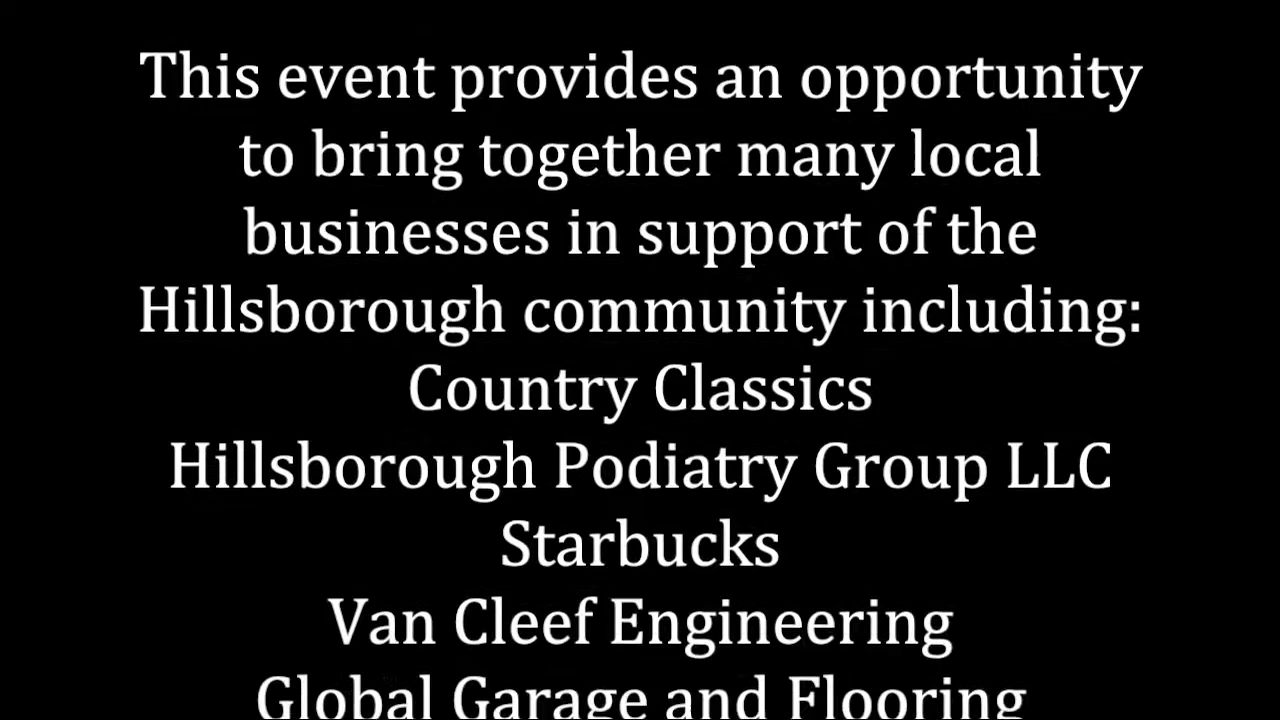 This event provides an opportunity
to bring together many local
businesses in support of the
Hillsborough community including:
Country Classics
Hillsborough Podiatry Group LLC
Starbucks
Van Cleef Engineering
Global Garage and Flooring